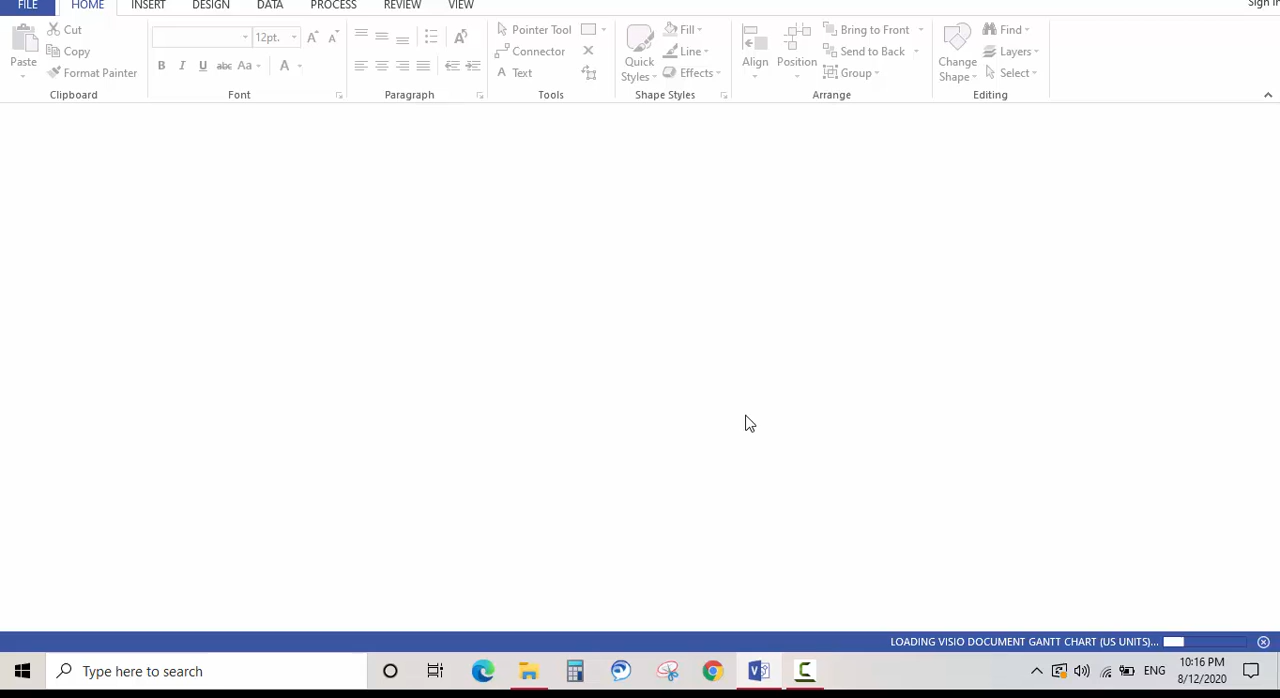 Sign in
FILE HOME INSERT DESIGN DATA PROCESS REVIEW VIEW
Paste
Cut
Copy
Format Painter
Clipboard
12pt.
B I U abc Aa A
Font
Paragraph
Pointer Tool
Connector
A Text
Tools
Quick Styles
Fill
Line
Effects
Shape Styles
Align
Position
Bring to Front
Send to Back
Group
Arrange
Change Shape
Find
Layers
Select
Editing
LOADING VISIO DOCUMENT GANTT CHART (US UNITS)...
Type here to search
ENG
10:16 PM
8/12/2020